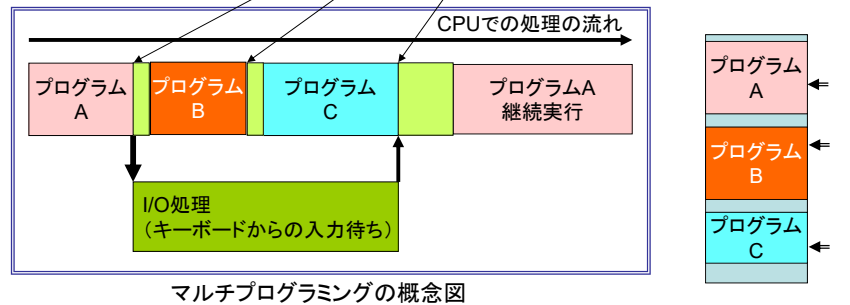 CPUでの処理の流れ
プログラム
A
プログラム
B
プログラム
C
プログラムA
継続実行
I/O処理
(キーボードからの入力待ち)
マルチプログラミングの概念図
プログラム
A
プログラム
B
プログラム
C